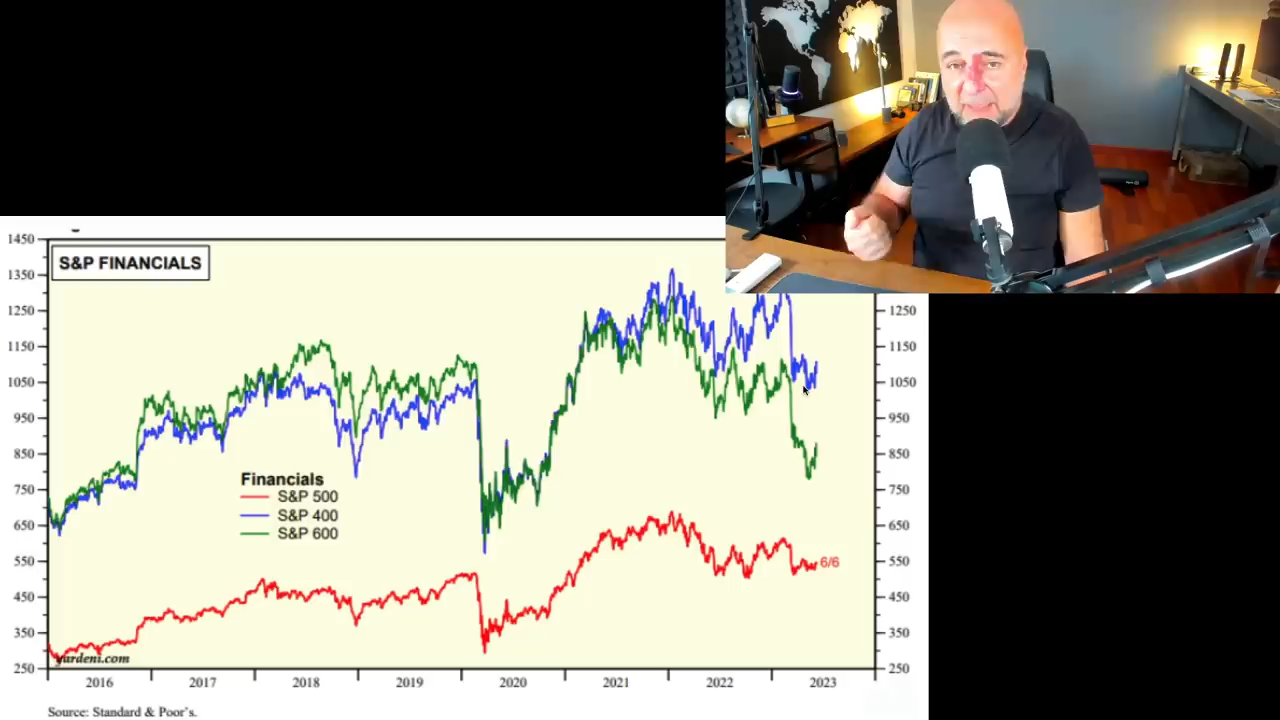 1450
S&P FINANCIALS
1350
1250 1250
1150 1150
1050 1050
950 950
850 850
Financials
750 750
S&P 500
S&P 400
650 650
S&P 600
550 6/6 550
450 450
350 350
yardeni.com
250 250
2016 2017 2018 2019 2020 2021 2022 2023
Source: Standard & Poor's.